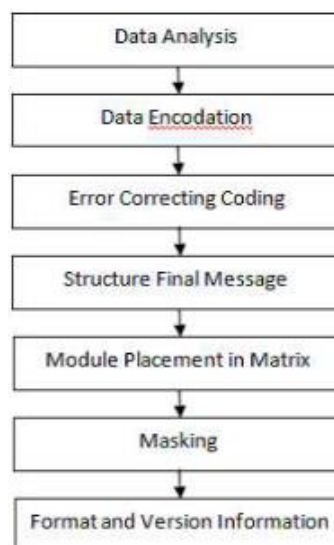 Data Analysis
Data Encodation
Error Correcting Coding
Structure Final Message
Module Placement in Matrix
Masking
Format and Version Information